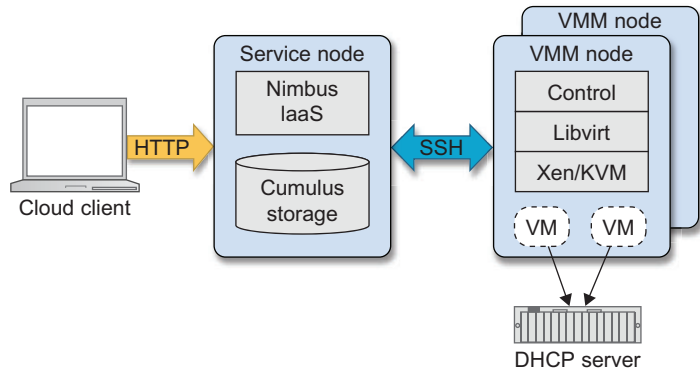 VMM node
Service node
VMM node
Nimbus
IaaS
Control
HTTP
SSH
Libvirt
Xen/KVM
Cloud client
Cumulus
storage
VM
VM
DHCP server